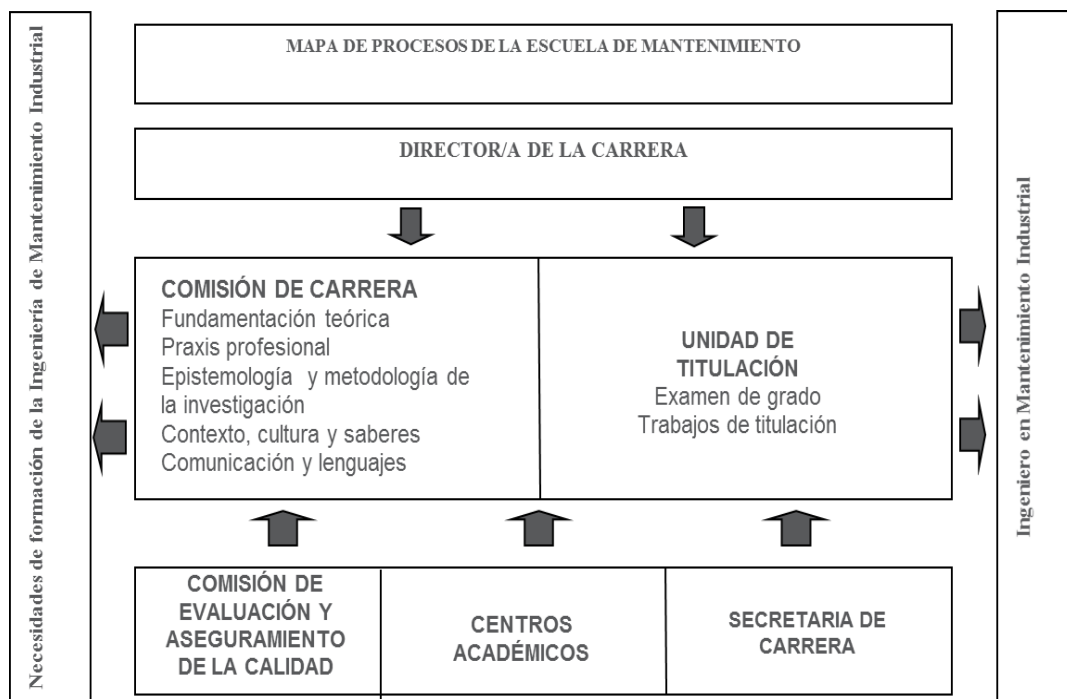 Necesidades de formación de la Ingeniería de Mantenimiento Industrial
MAPA DE PROCESOS DE LA ESCUELA DE MANTENIMIENTO
DIRECTOR/A DE LA CARRERA
COMISIÓN DE CARRERA
Fundamentación teórica
Praxis profesional
Epistemología y metodología de
la investigación
Contexto, cultura y saberes
Comunicación y lenguajes
UNIDAD DE
TITULACIÓN
Examen de grado
Trabajos de titulación
COMISIÓN DE
EVALUACIÓN Y
ASEGURAMIENTO
DE LA CALIDAD
CENTROS
ACADÉMICOS
SECRETARIA DE
CARRERA
Ingeniero en Mantenimiento Industrial